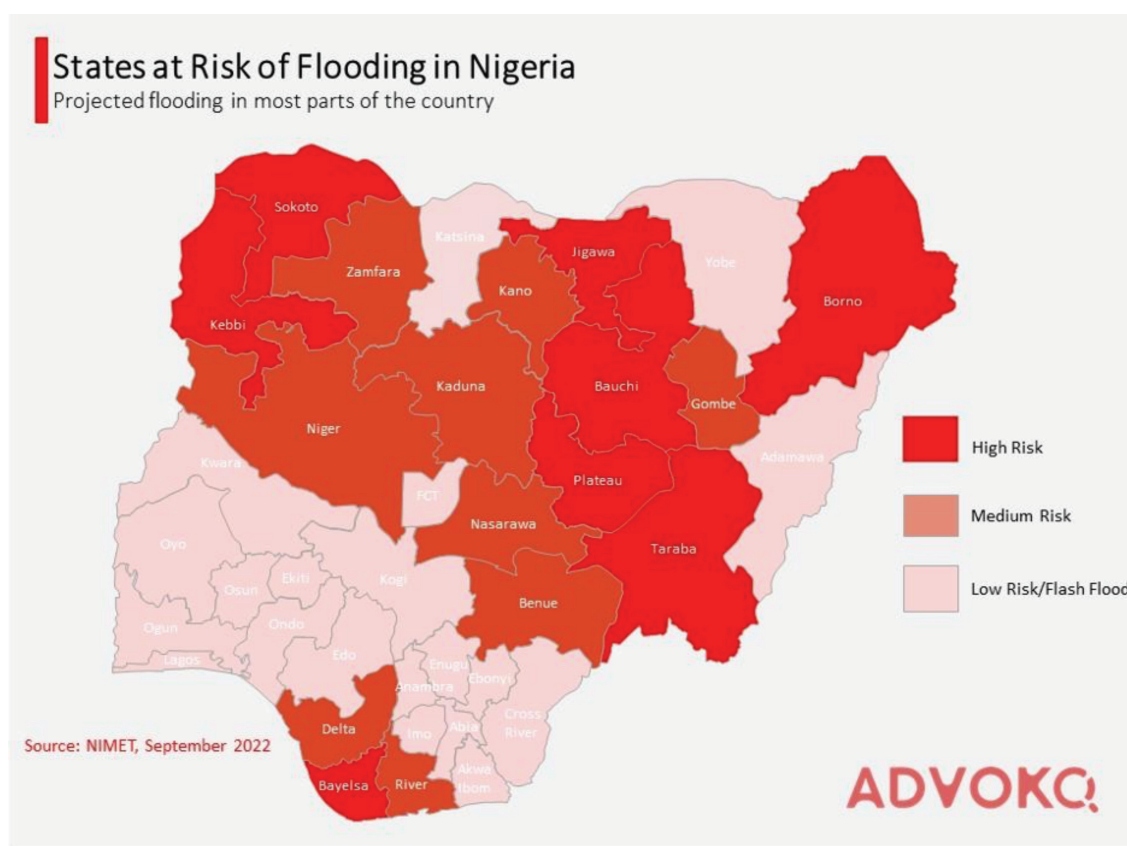 States at Risk of Flooding in Nigeria
Projected flooding in most parts of the country
Sokoto
Katsina
Jigawa
Yobe
Zamfara
Kano
Borno
Kebbi
Kaduna
Bauchi
Gombe
Niger
High Risk
Adamawa
Kwara
Plateau
FCT
Nasarawa
Medium Risk
Oyo
Taraba
Kogi
Ekiti
Osun
Low Risk/Flash Flood
Benue
Ogun
Ondo
Edo
Lagos
Enugu
Ebonyi
Anambra
Cross
River
Delta
Imo
Abia
Source: NIMET, September 2022
Akwa
Ibom
Bayelsa
River
ADVOKQ